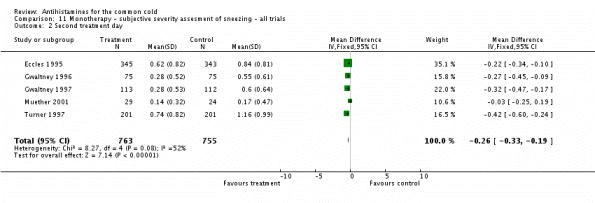 Review: Antihistamines for the common cold
Comparison: 11 Monotherapy - subjective severity assesment of sneezing - all trials
Outcome: 2 Second treatment day
Study or subgroup Treatment Control Mean Difference Weight Mean Difference
N Mean(SD) N Mean(SD) IV,Fixed,95% CI IV,Fixed,95% CI
Eccles 1995 345 0.62 (0.82) 343 0.84 (0.81) 35.1 % -0.22 [ -0.34, -0.10 ]
Gwaltney 1996 75 0.28 (0.52) 75 0.55 (0.61) 15.8 % -0.27 [ -0.45, -0.09 ]
Gwaltney 1997 113 0.28 (0.53) 112 0.6 (0.64) 22.0 % -0.32 [ -0.47, -0.17 ]
Muether 2001 29 0.14 (0.32) 24 0.17 (0.47) 10.6 % -0.03 [ -0.25, 0.19 ]
Turner 1997 201 0.74 (0.82) 201 1.16 (0.99) 16.5 % -0.42 [ -0.60, -0.24 ]
Total (95% CI) 763 755 100.0 % -0.26 [ -0.33, -0.19 ]
Heterogeneity: Chi² = 8.27, df = 4 (P = 0.08); I² =52%
Test for overall effect: Z = 7.14 (P < 0.00001)
-10 -5 0 5 10
Favours treatment Favours control